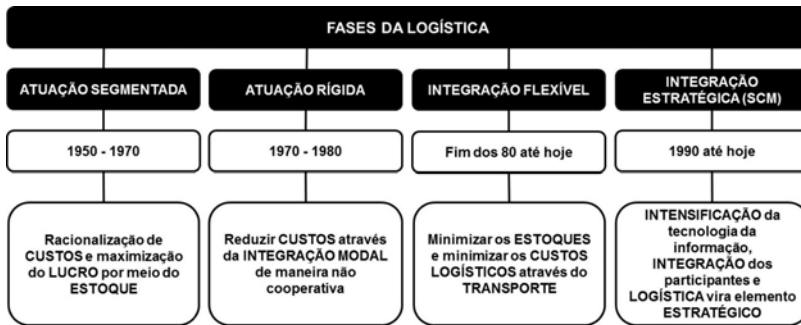 FASES DA LOGÍSTICA
ATUAÇÃO SEGMENTADA
1950 - 1970
Racionalização de
CUSTOS e maximização
do LUCRO por meio do
ESTOQUE
ATUAÇÃO RÍGIDA
1970 - 1980
Reduzir CUSTOS através
da INTEGRAÇÃO MODAL
de maneira não
cooperativa
INTEGRAÇÃO FLEXÍVEL
Fim dos 80 até hoje
Minimizar os ESTOQUES
e minimizar os CUSTOS
LOGÍSTICOS através do
TRANSPORTE
INTEGRAÇÃO
ESTRATÉGICA (SCM)
1990 até hoje
INTENSIFICAÇÃO da
tecnologia da
informação,
INTEGRAÇÃO dos
participantes e
LOGÍSTICA vira elemento
ESTRATÉGICO